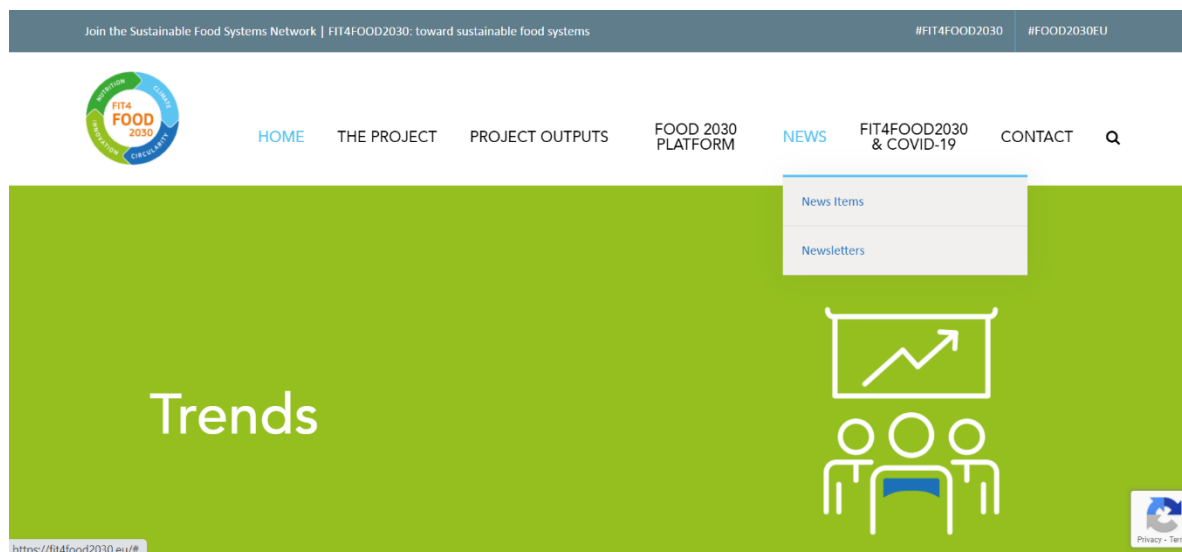 Join the Sustainable Food Systems Network | FIT4FOOD2030: toward sustainable food systems
#FIT4FOOD2030
#FOOD2030EU
NUTRITION
CLIMATE
CIRCULARITY
INNOVATION
FIT4
FOOD
2030
HOME
THE PROJECT
PROJECT OUTPUTS
FOOD 2030
PLATFORM
NEWS
FIT4FOOD2030
& COVID-19
CONTACT
News Items
Newsletters
Trends
Privacy - Ter
https://fit4food2030.eu/#